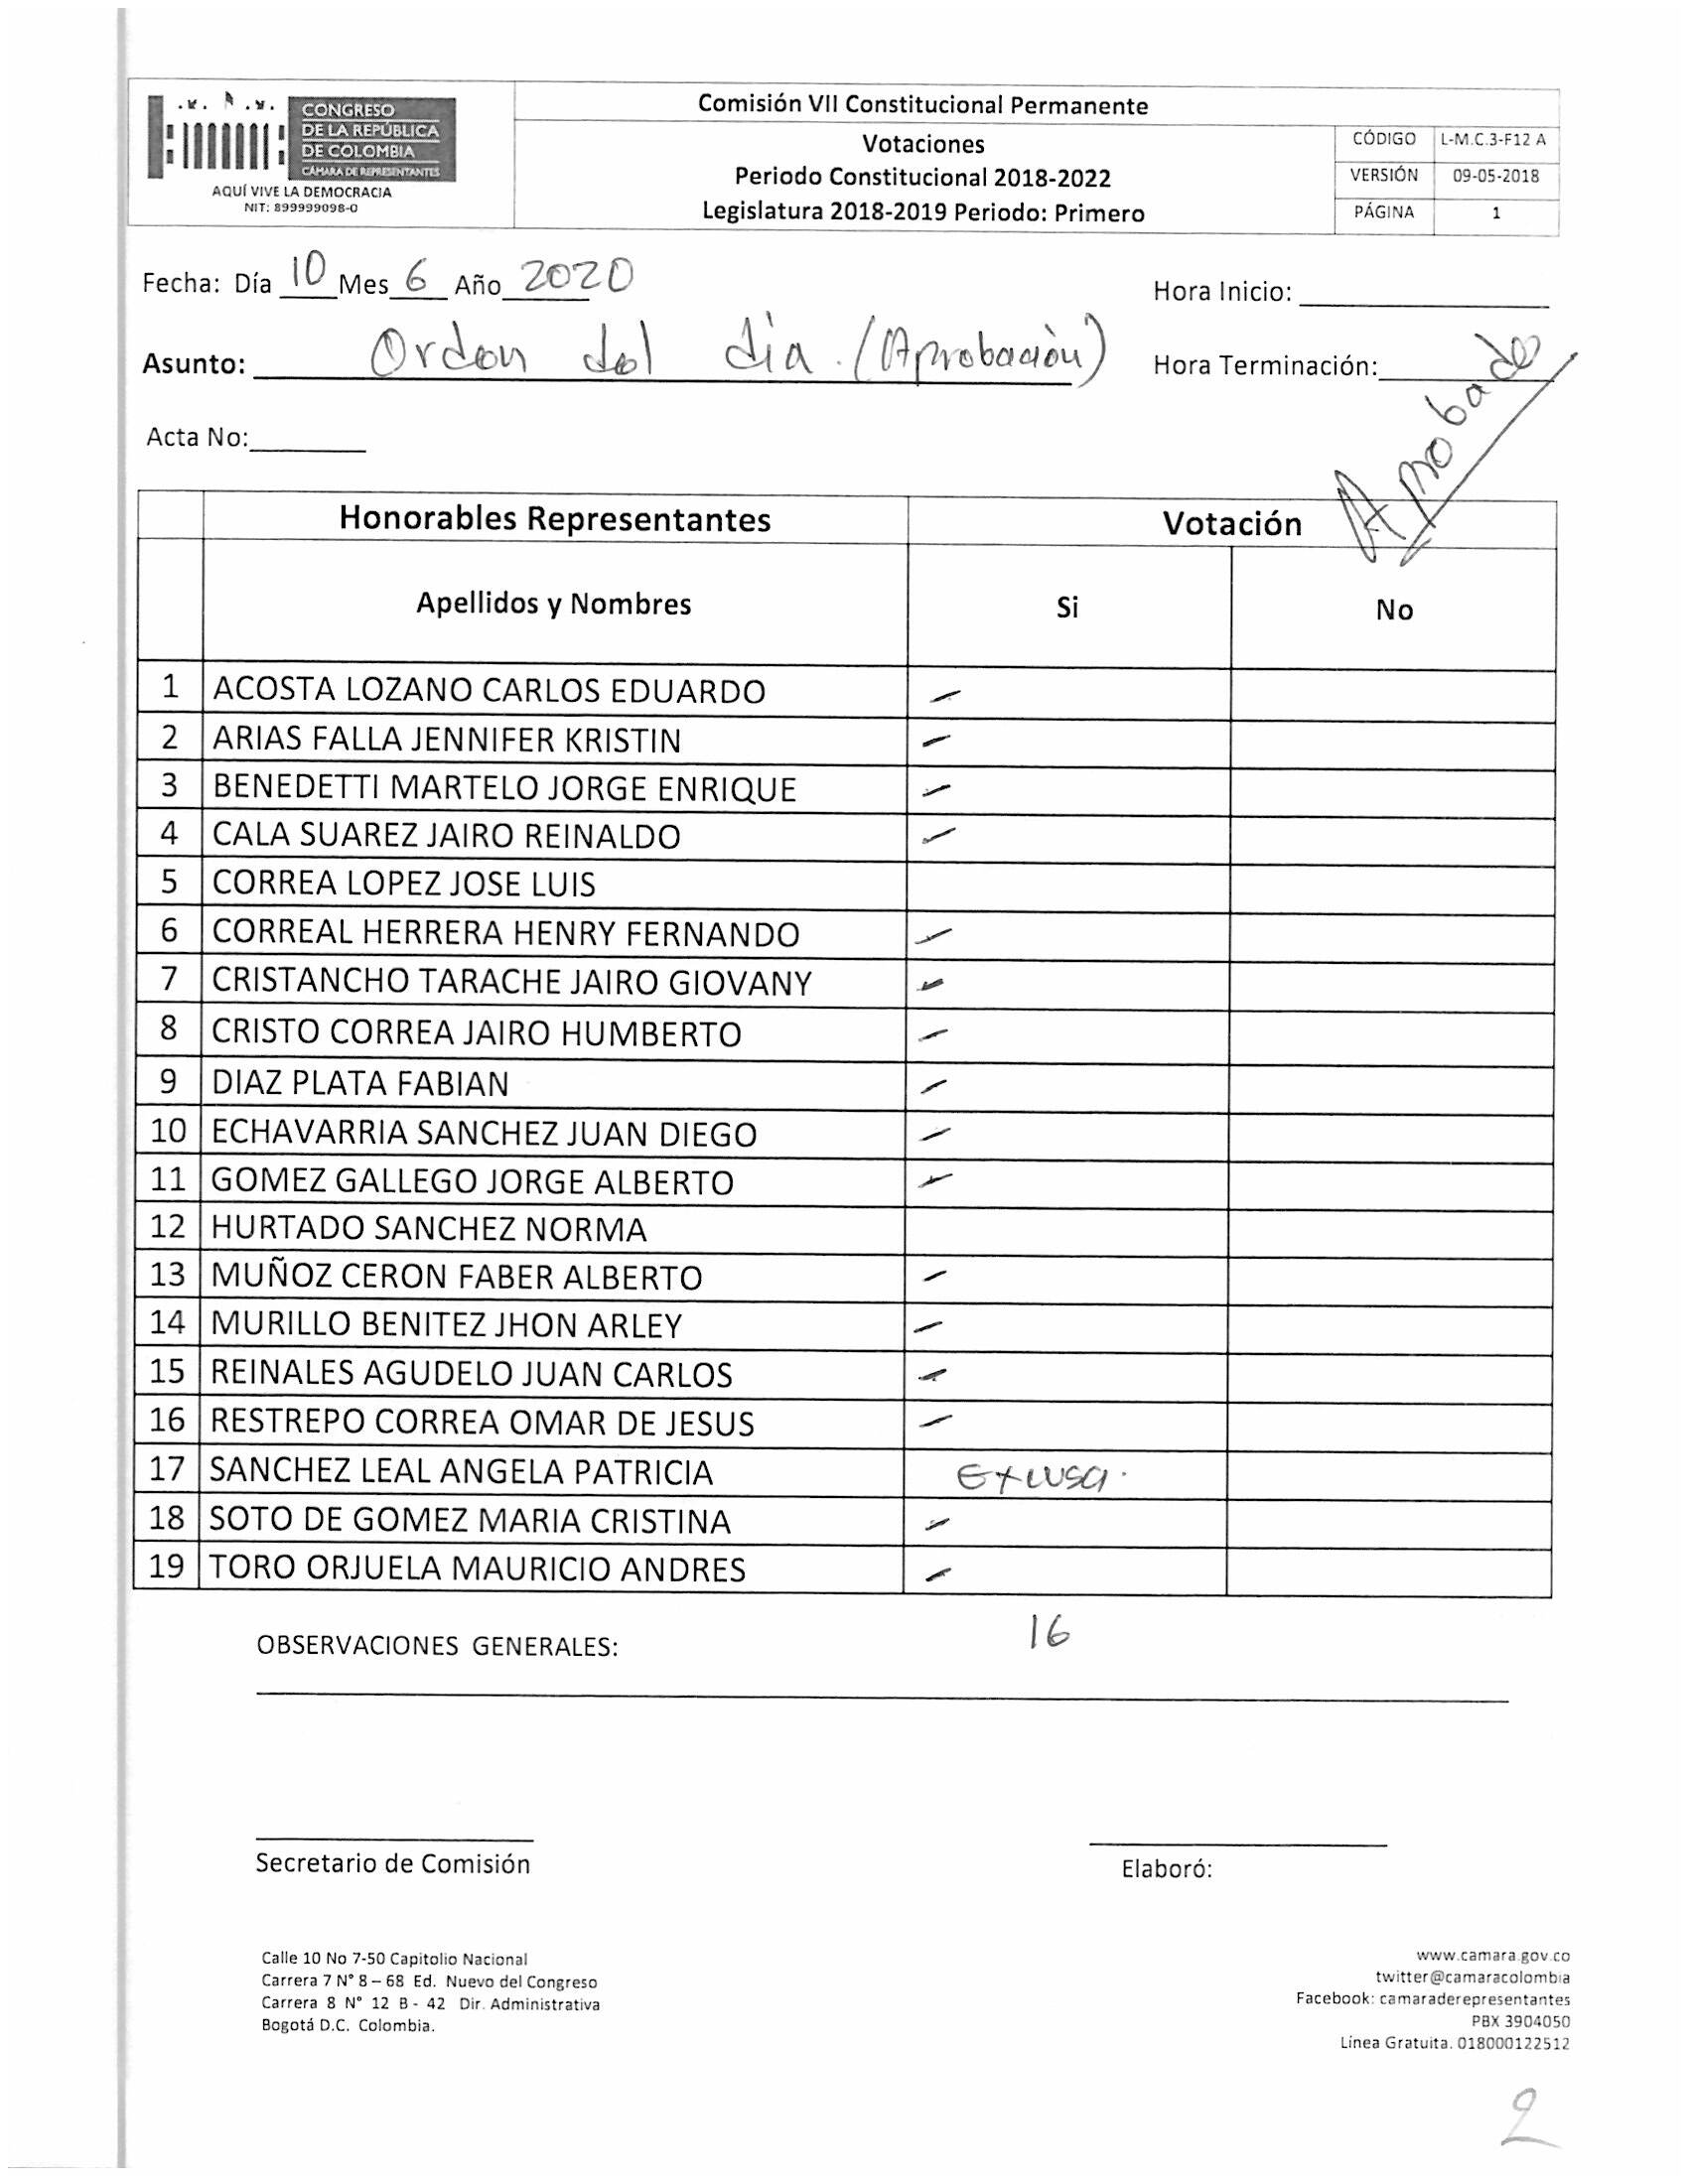 CONGRESO
DE LA REPÚBLICA
DE COLOMBIA
CÁMARA DE REPRESENTANTES
AQUÍ VIVE LA DEMOCRACIA
NIT: 899999098-0
Comisión VII Constitucional Permanente
Votaciones
Periodo Constitucional 2018-2022
Legislatura 2018-2019 Periodo: Primero
CÓDIGO L-M.C.3-F12 A
VERSIÓN 09-05-2018
PÁGINA 1
Fecha: Día 10 Mes 6 Año 2020
Hora Inicio:
Asunto: Orden del día. (Aprobación)
Hora Terminación:
Aprobado
Acta No:
Honorables Representantes Votación
Apellidos y Nombres Si No
1 ACOSTA LOZANO CARLOS EDUARDO
2 ARIAS FALLA JENNIFER KRISTIN
3 BENEDETTI MARTELO JORGE ENRIQUE
4 CALA SUAREZ JAIRO REINALDO
5 CORREA LOPEZ JOSE LUIS
6 CORREAL HERRERA HENRY FERNANDO
7 CRISTANCHO TARACHE JAIRO GIOVANY
8 CRISTO CORREA JAIRO HUMBERTO
9 DIAZ PLATA FABIAN
10 ECHAVARRIA SANCHEZ JUAN DIEGO
11 GOMEZ GALLEGO JORGE ALBERTO
12 HURTADO SANCHEZ NORMA
13 MUÑOZ CERON FABER ALBERTO
14 MURILLO BENITEZ JHON ARLEY
15 REINALES AGUDELO JUAN CARLOS
16 RESTREPO CORREA OMAR DE JESUS
17 SANCHEZ LEAL ANGELA PATRICIA Excusa.
18 SOTO DE GOMEZ MARIA CRISTINA
19 TORO ORJUELA MAURICIO ANDRES
16
OBSERVACIONES GENERALES:
Secretario de Comisión
Elaboró:
Calle 10 No 7-50 Capitolio Nacional
Carrera 7 N° 8 – 68 Ed. Nuevo del Congreso
Carrera 8 N° 12 B - 42 Dir. Administrativa
Bogotá D.C. Colombia.
www.camara.gov.co
twitter@camaracolombia
Facebook: camaraderepresentantes
PBX 3904050
Línea Gratuita. 018000122512
2